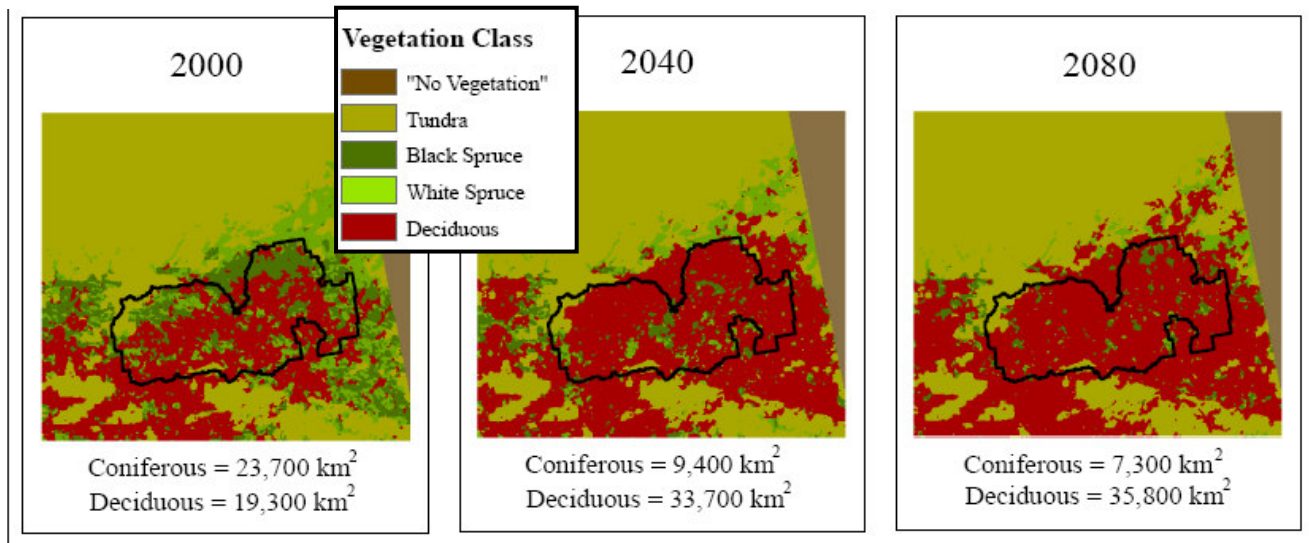 2000
Coniferous = 23,700 km²
Deciduous = 19,300 km²
Vegetation Class
"No Vegetation"
Tundra
Black Spruce
White Spruce
Deciduous
2040
Coniferous = 9,400 km²
Deciduous = 33,700 km²
2080
Coniferous = 7,300 km²
Deciduous = 35,800 km²